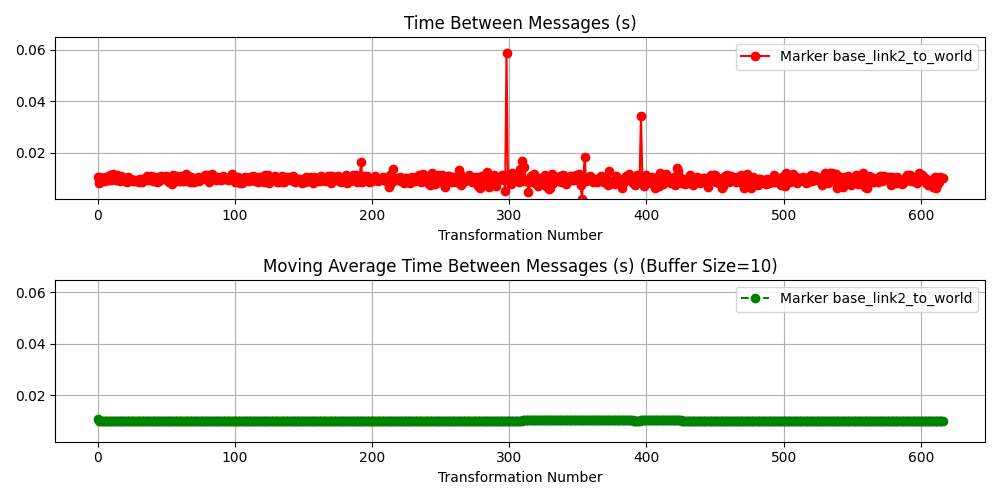 Time Between Messages (s)
Marker base_link2_to_world
0.06
0.04
0.02
0 100 200 300 400 500 600
Transformation Number
Moving Average Time Between Messages (s) (Buffer Size=10)
Marker base_link2_to_world
0.06
0.04
0.02
0 100 200 300 400 500 600
Transformation Number